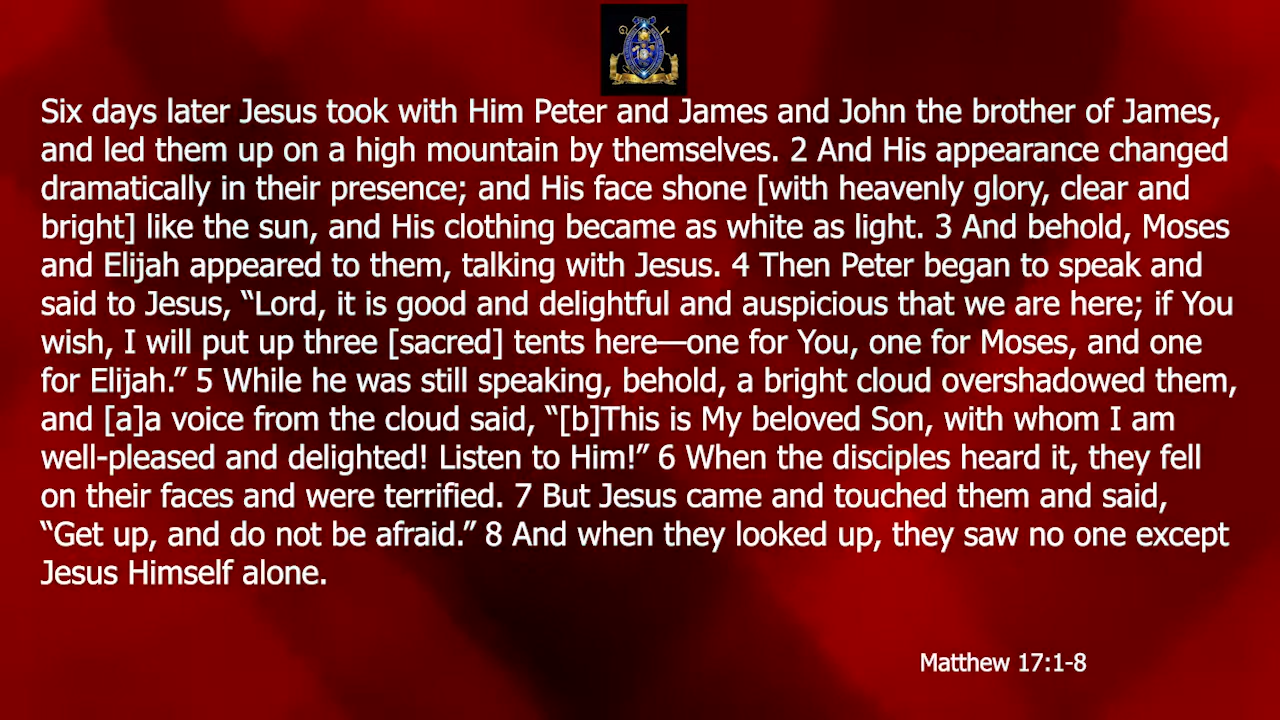 Six days later Jesus took with Him Peter and James and John the brother of James,
and led them up on a high mountain by themselves. 2 And His appearance changed
dramatically in their presence; and His face shone [with heavenly glory, clear and
bright] like the sun, and His clothing became as white as light. 3 And behold, Moses
and Elijah appeared to them, talking with Jesus. 4 Then Peter began to speak and
said to Jesus, “Lord, it is good and delightful and auspicious that we are here; if You
wish, I will put up three [sacred] tents here—one for You, one for Moses, and one
for Elijah.” 5 While he was still speaking, behold, a bright cloud overshadowed them,
and [a]a voice from the cloud said, “[b]This is My beloved Son, with whom I am
well-pleased and delighted! Listen to Him!” 6 When the disciples heard it, they fell
on their faces and were terrified. 7 But Jesus came and touched them and said,
“Get up, and do not be afraid.” 8 And when they looked up, they saw no one except
Jesus Himself alone.
Matthew 17:1-8